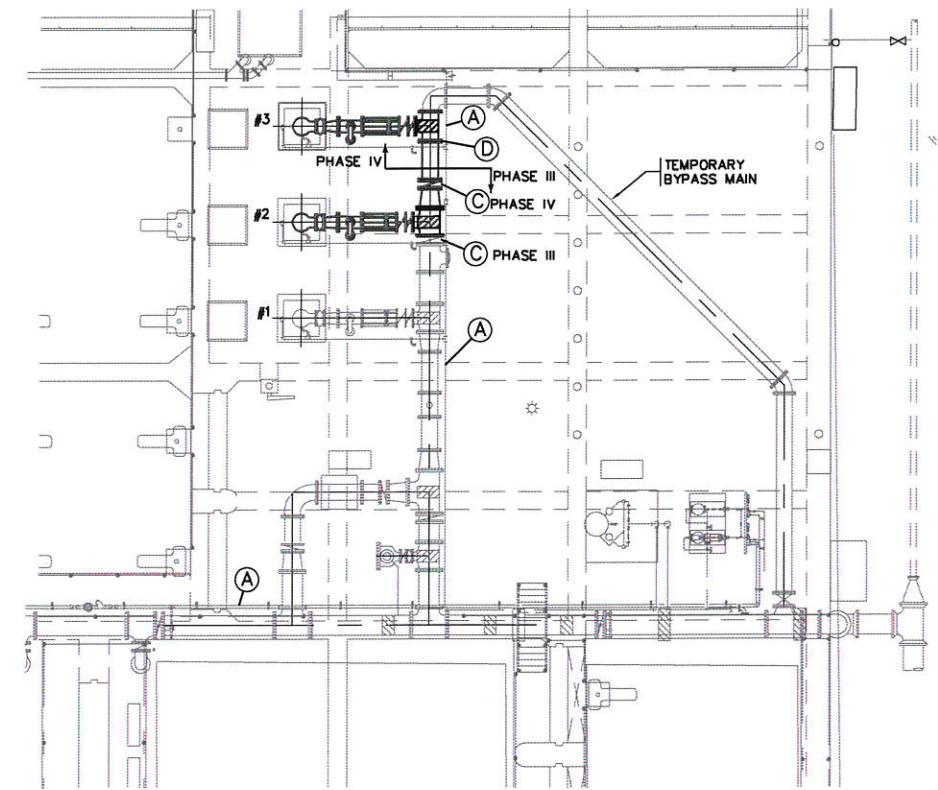 #3
A
D
PHASE IV
PHASE III
C PHASE IV
#2
C PHASE III
TEMPORARY
BYPASS MAIN
#1
A
A